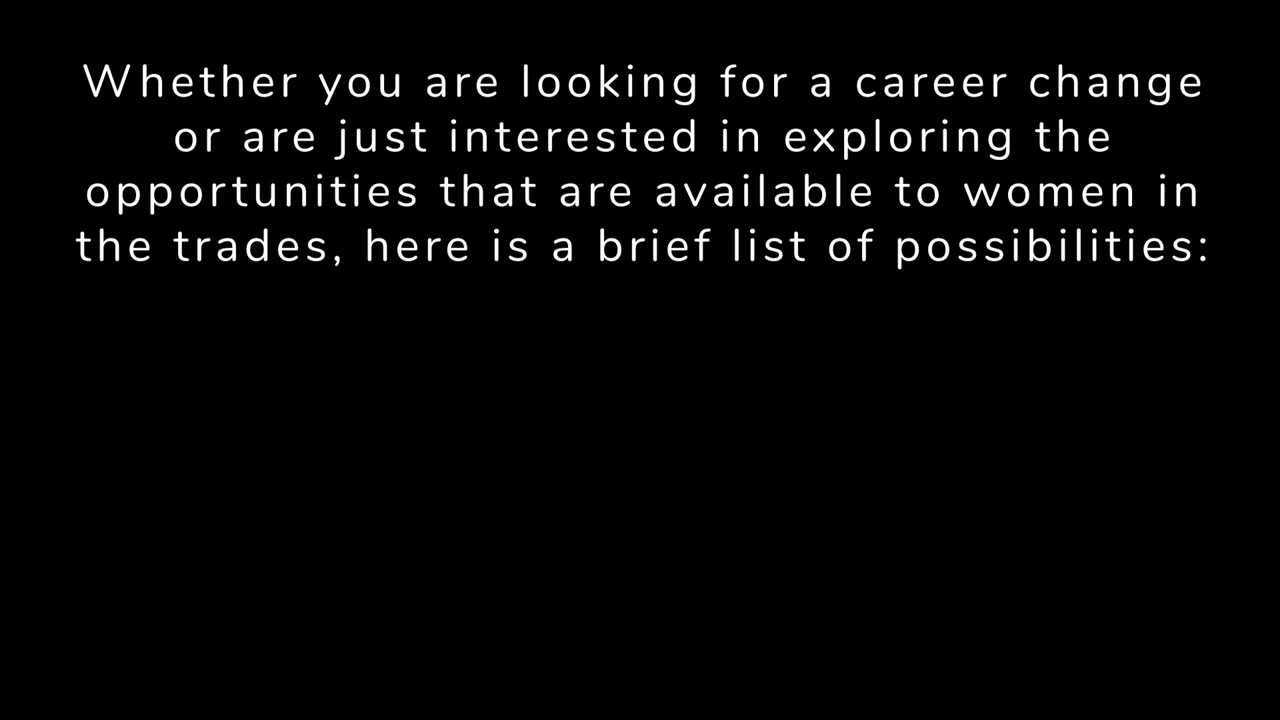 Whether you are looking for a career change
or are just interested in exploring the
opportunities that are available to women in
the trades, here is a brief list of possibilities: